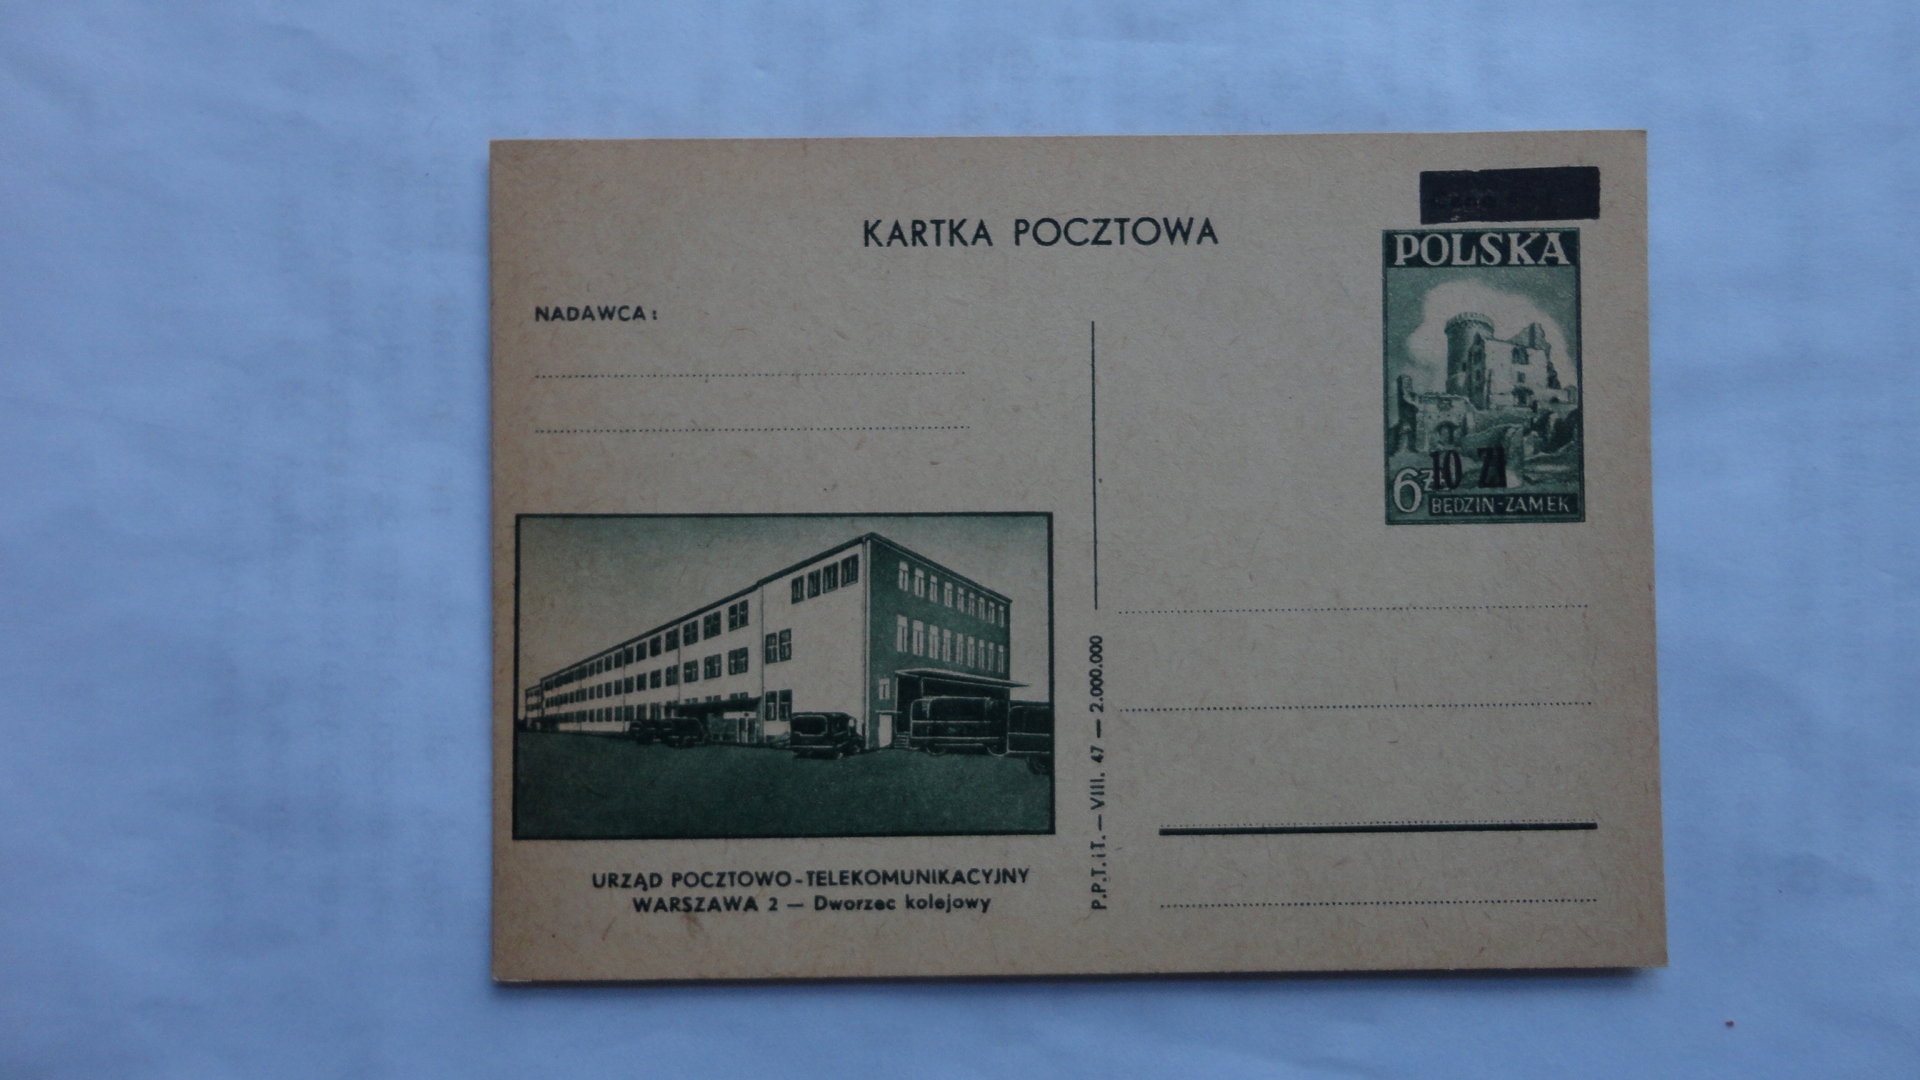 KARTKA POCZTOWA
POLSKA
NADAWCA:
10 Zł
6 zł
BĘDZIN-ZAMEK
P.P.T.iT. — VIII. 47 — 2.000.000
URZĄD POCZTOWO-TELEKOMUNIKACYJNY
WARSZAWA 2 — Dworzec kolejowy